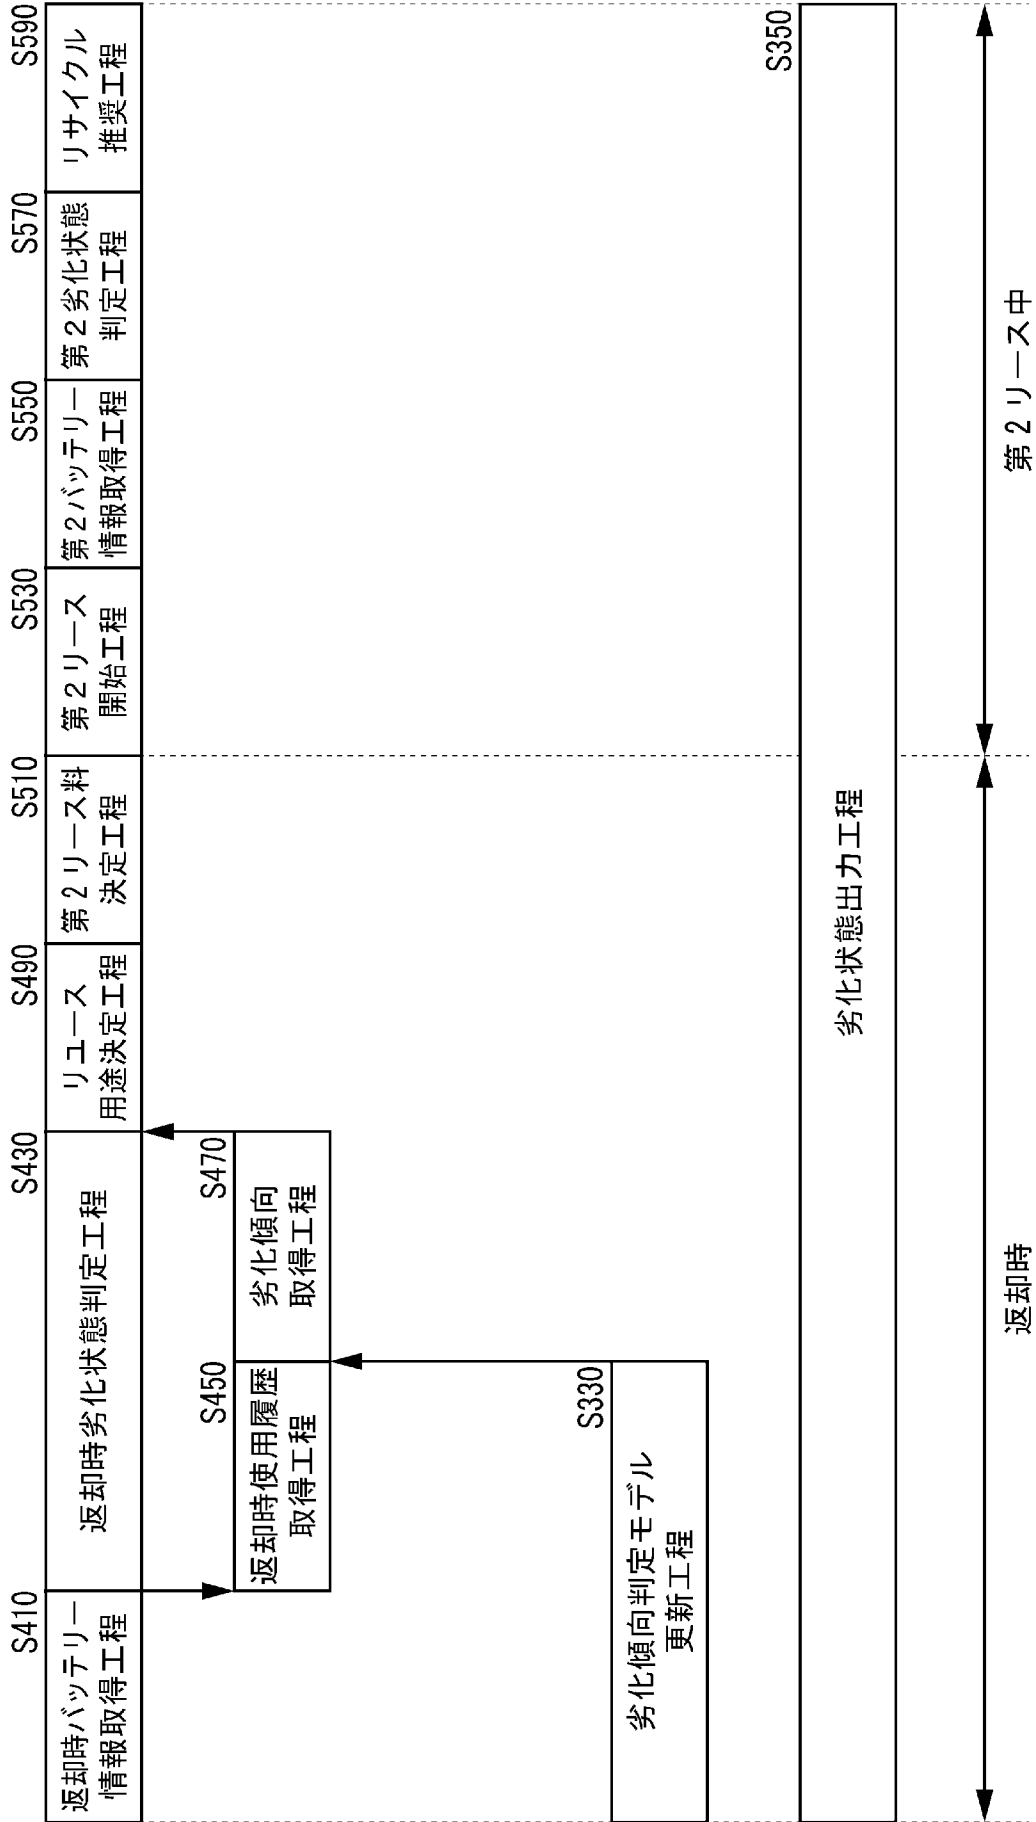 S410
返却時バッテリー
情報取得工程
S430
返却時劣化状態判定工程
S490
リユース
用途決定工程
S510
第2リース料
決定工程
S530
第2リース
開始工程
S550
第2バッテリー
情報取得工程
S570
第2劣化状態
判定工程
S590
リサイクル
推奨工程
S450
返却時使用履歴
取得工程
S470
劣化傾向
取得工程
S330
劣化傾向判定モデル
更新工程
S350
劣化状態出力工程
返却時
第2リース中